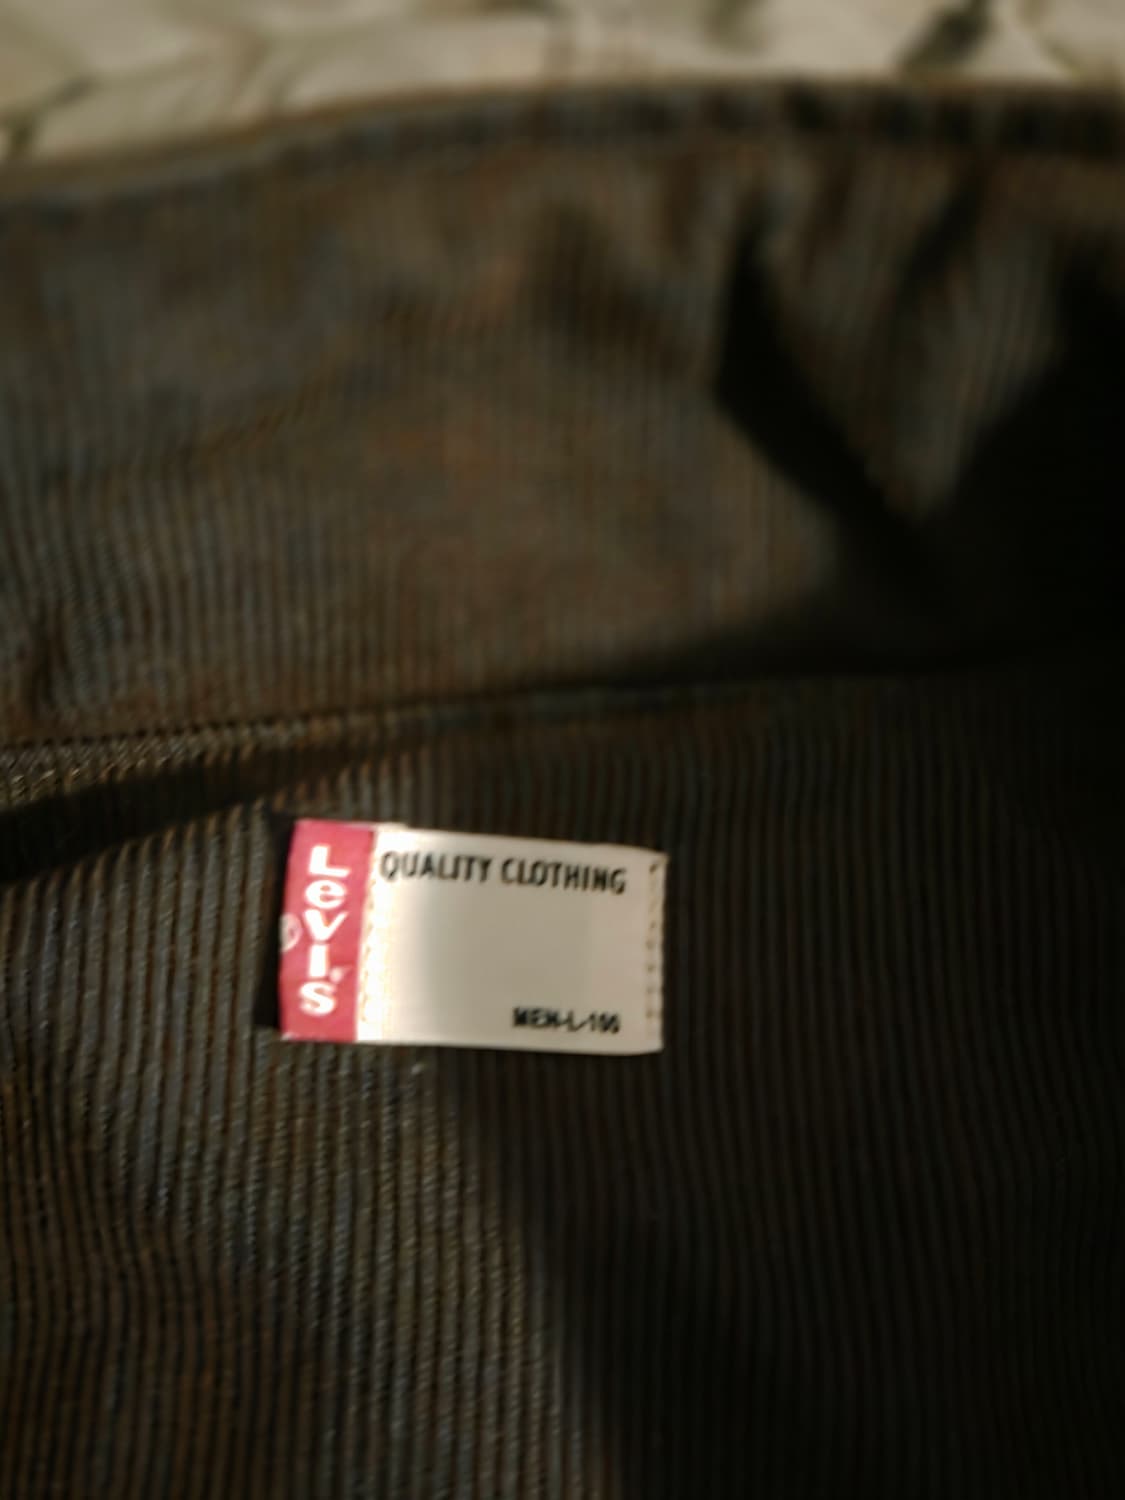 Levi's
®
QUALITY CLOTHING
MEN-L-100